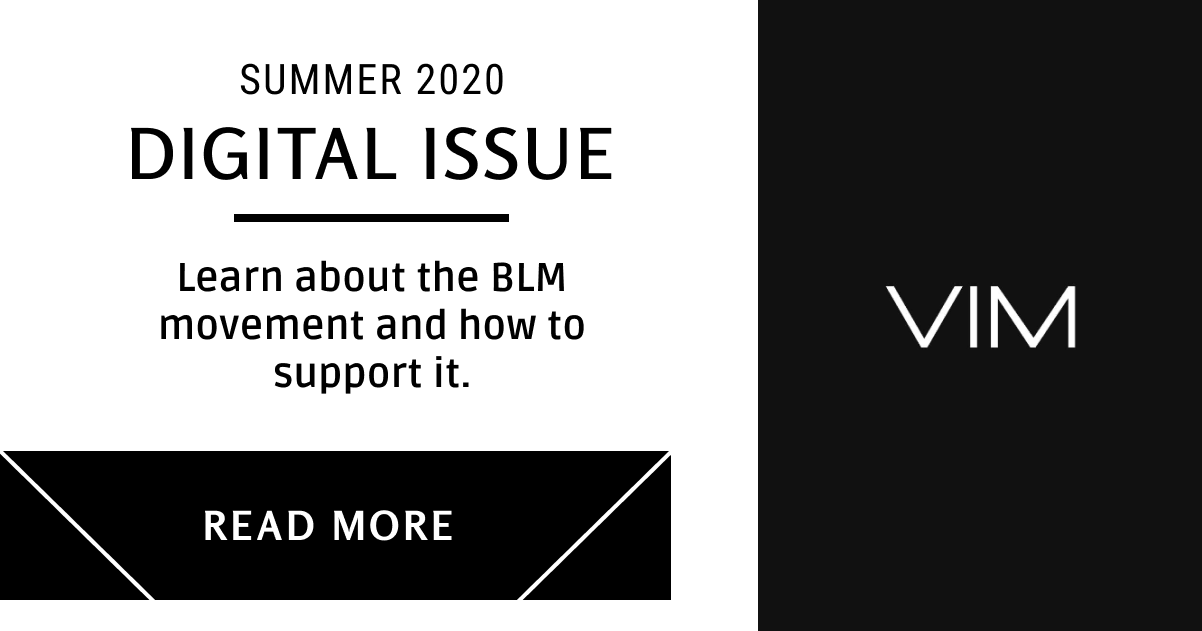 SUMMER 2020
DIGITAL ISSUE
Learn about the BLM
movement and how to
support it.
READ MORE
VIM